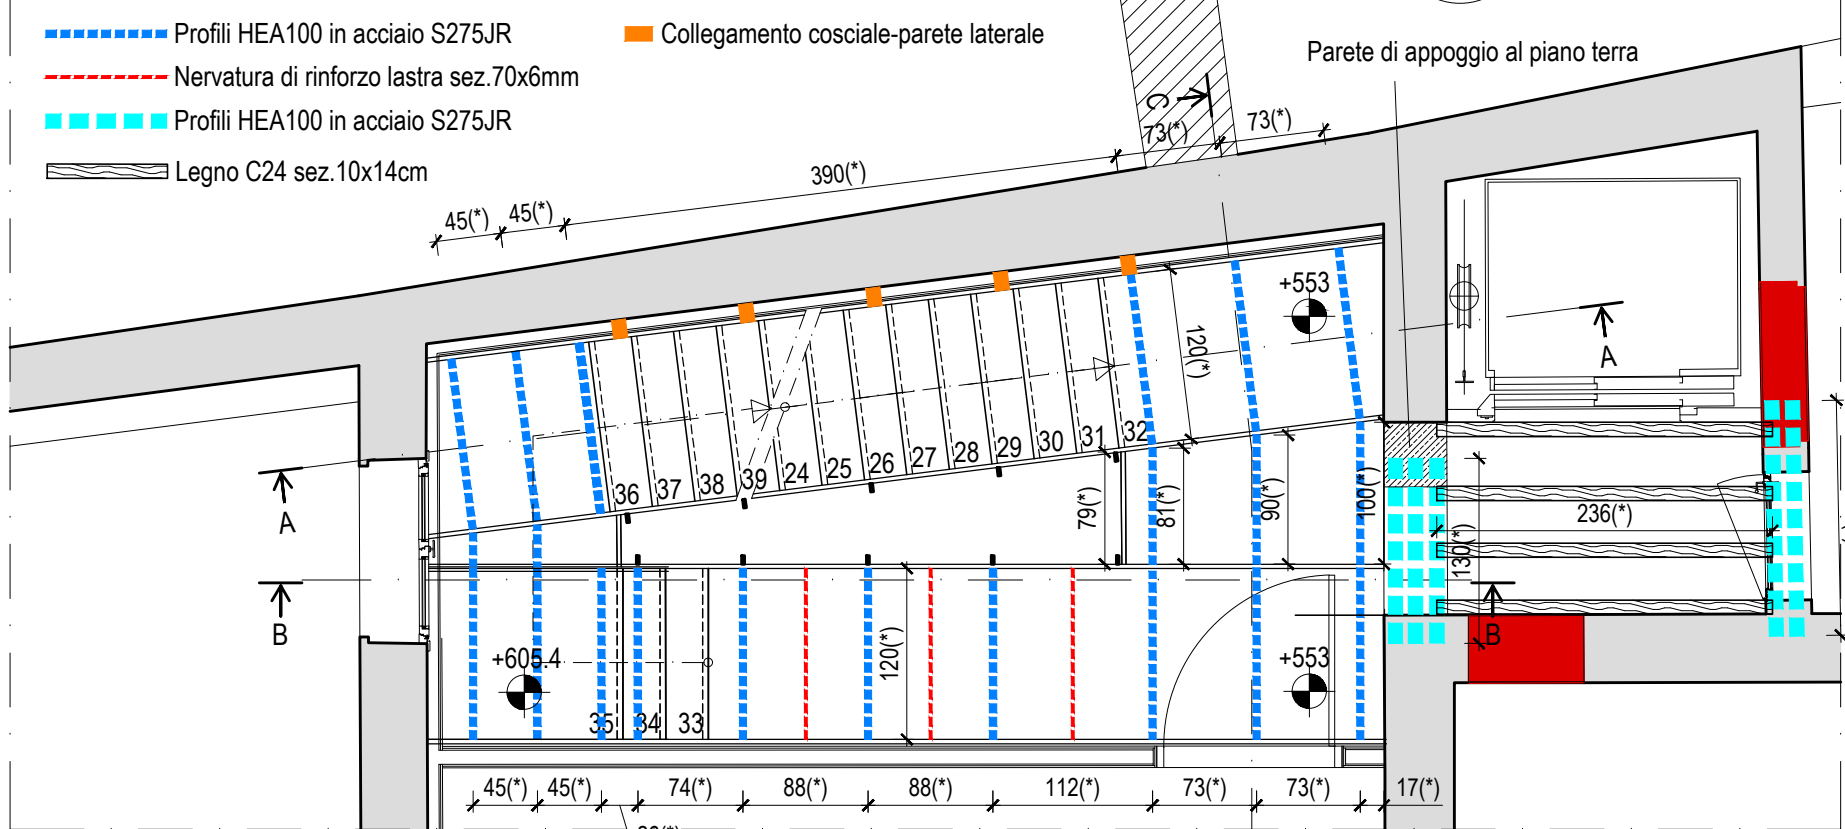 Profili HEA100 in acciaio S275JR
Collegamento cosciale-parete laterale
Nervatura di rinforzo lastra sez.70x6mm
Parete di appoggio al piano terra
Profili HEA100 in acciaio S275JR
Legno C24 sez.10x14cm
C
73(*) 73(*)
390(*)
45(*) 45(*)
+553
120(*)
A
36 37 38 39 24 25 26 27 28 29 30 31 32
79(*) 81(*) 90(*) 100(*)
A
236(*)
130(*)
B
B
+605.4
120(*)
+553
35 34 33
45(*) 45(*) 74(*) 88(*) 88(*) 112(*) 73(*) 73(*) 17(*)